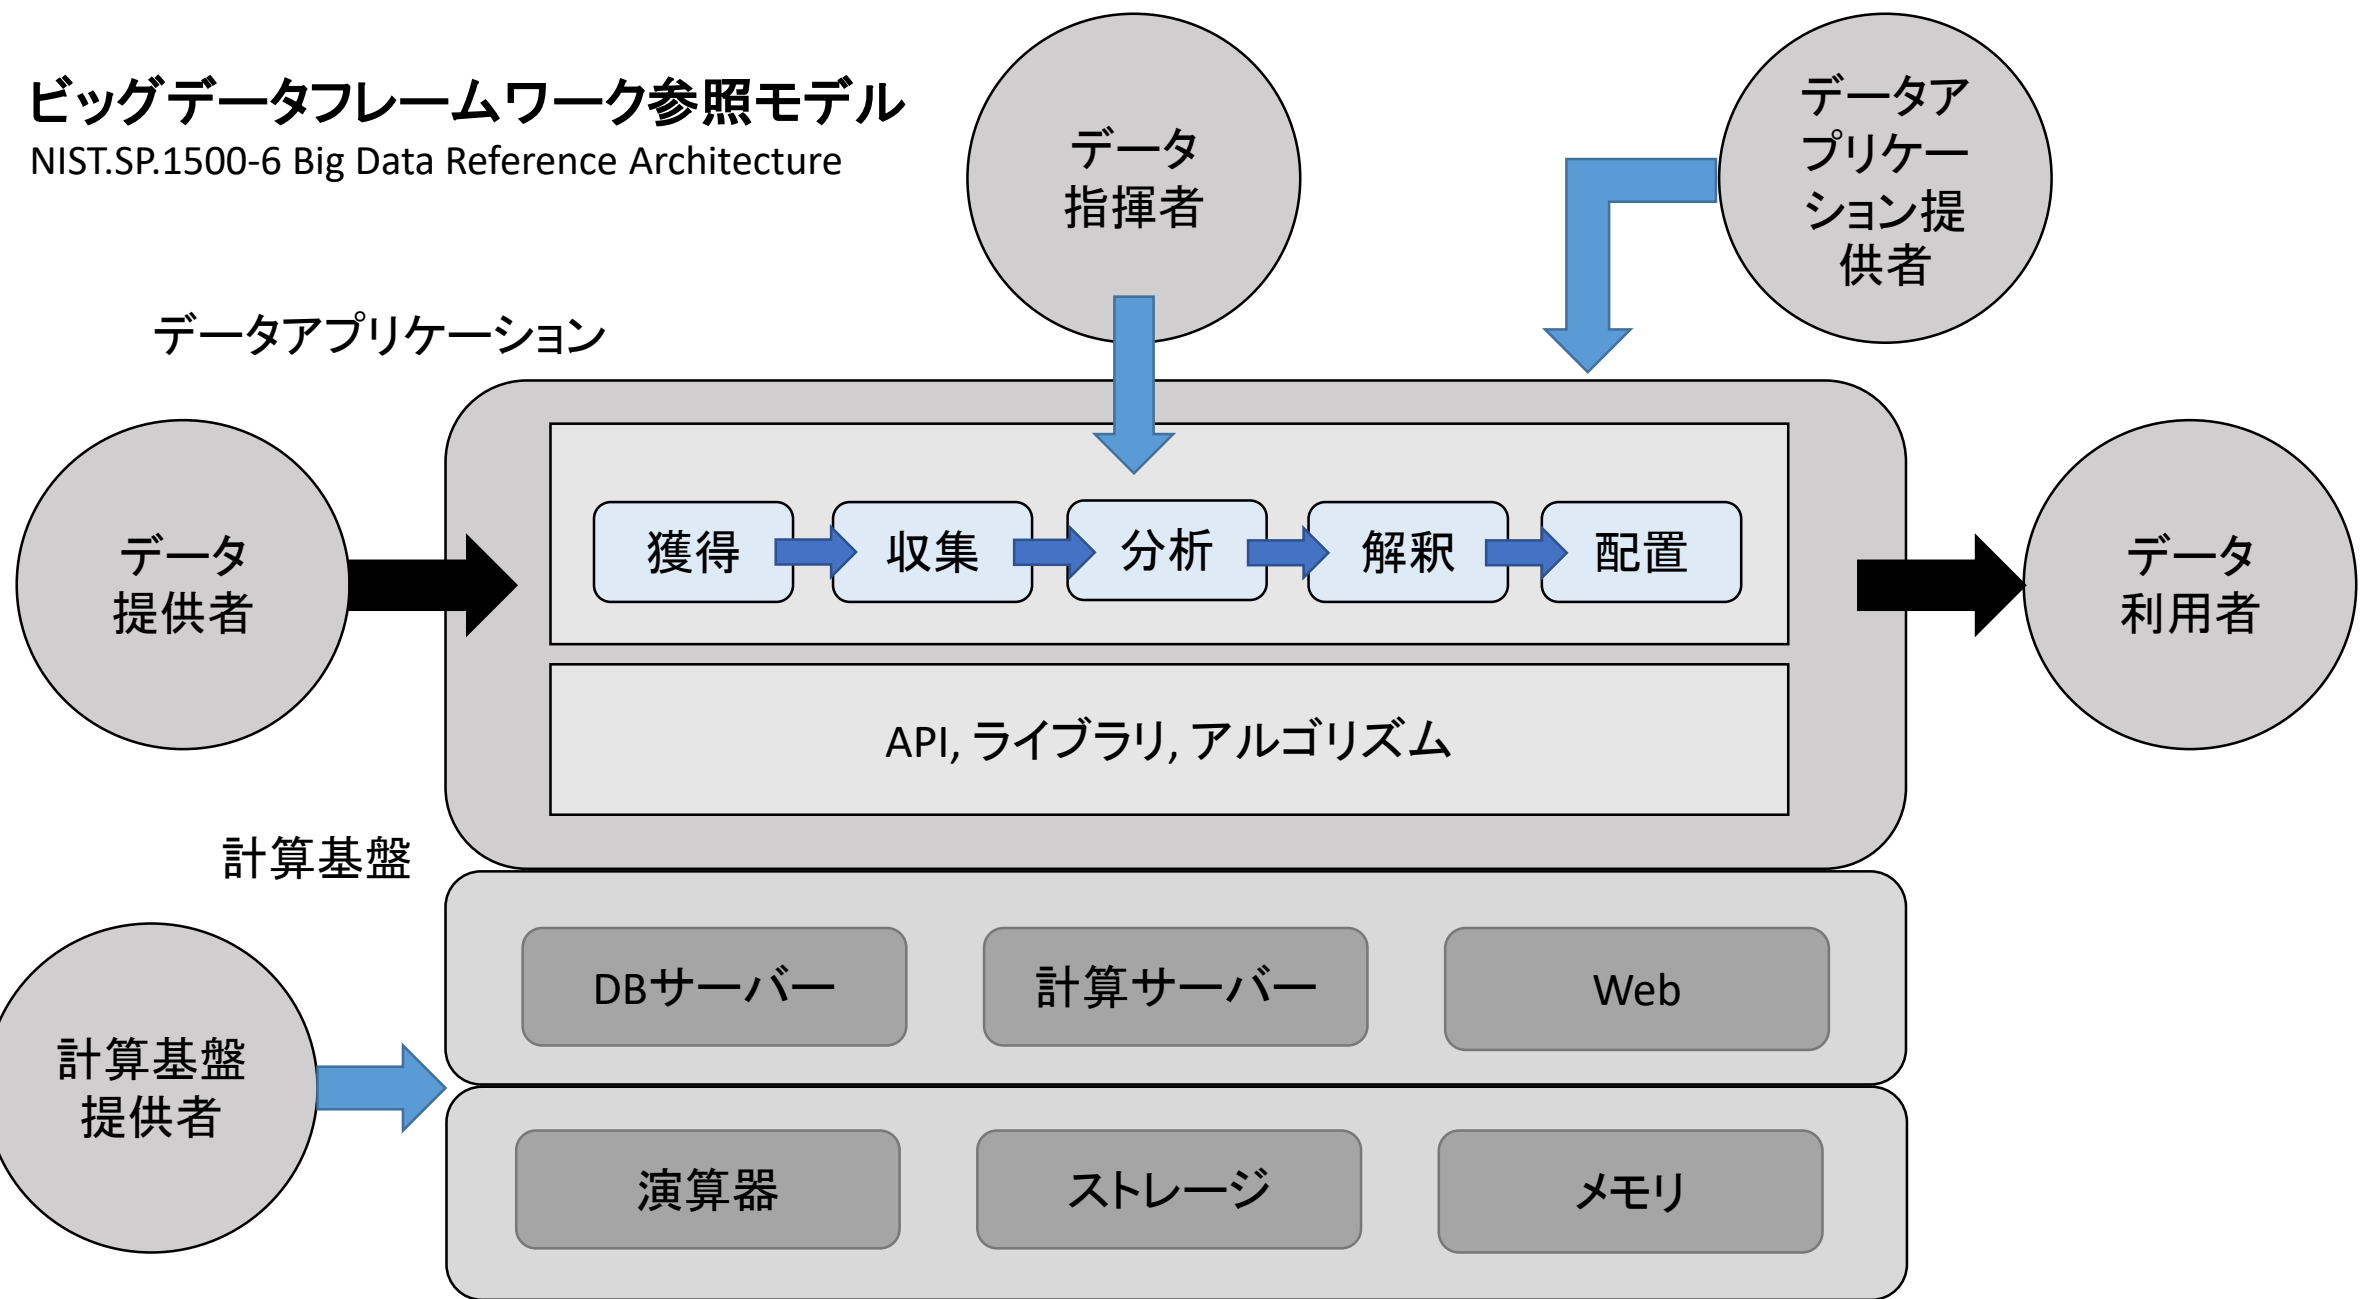 ビッグデータフレームワーク参照モデル
NIST.SP.1500-6 Big Data Reference Architecture
データ
指揮者
データア
プリケー
ション提
供者
データアプリケーション
データ
提供者
獲得
収集
分析
解釈
配置
データ
利用者
API, ライブラリ, アルゴリズム
計算基盤
計算基盤
提供者
DBサーバー
計算サーバー
Web
演算器
ストレージ
メモリ